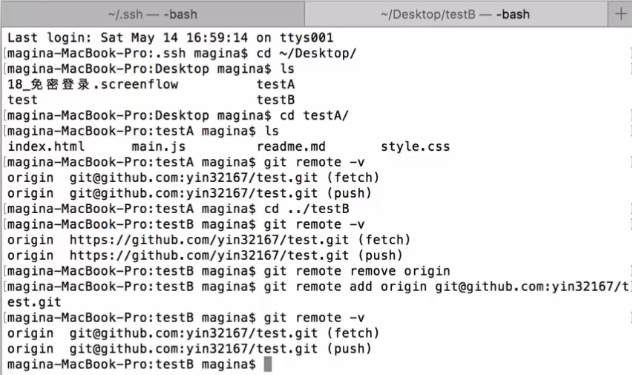 ~/.ssh — -bash
~/Desktop/testB — -bash
+
Last login: Sat May 14 16:59:14 on ttys001
[magina-MacBook-Pro:.ssh magina$ cd ~/Desktop/
[magina-MacBook-Pro:Desktop magina$ ls
18_免密登录.screenflow testA
test testB
[magina-MacBook-Pro:Desktop magina$ cd testA/
[magina-MacBook-Pro:testA magina$ ls
index.html main.js readme.md style.css
[magina-MacBook-Pro:testA magina$ git remote -v
origin git@github.com:yin32167/test.git (fetch)
origin git@github.com:yin32167/test.git (push)
[magina-MacBook-Pro:testA magina$ cd ../testB
[magina-MacBook-Pro:testB magina$ git remote -v
origin https://github.com/yin32167/test.git (fetch)
origin https://github.com/yin32167/test.git (push)
[magina-MacBook-Pro:testB magina$ git remote remove origin
[magina-MacBook-Pro:testB magina$ git remote add origin git@github.com:yin32167/t]
est.git
[magina-MacBook-Pro:testB magina$ git remote -v
origin git@github.com:yin32167/test.git (fetch)
origin git@github.com:yin32167/test.git (push)
magina-MacBook-Pro:testB magina$